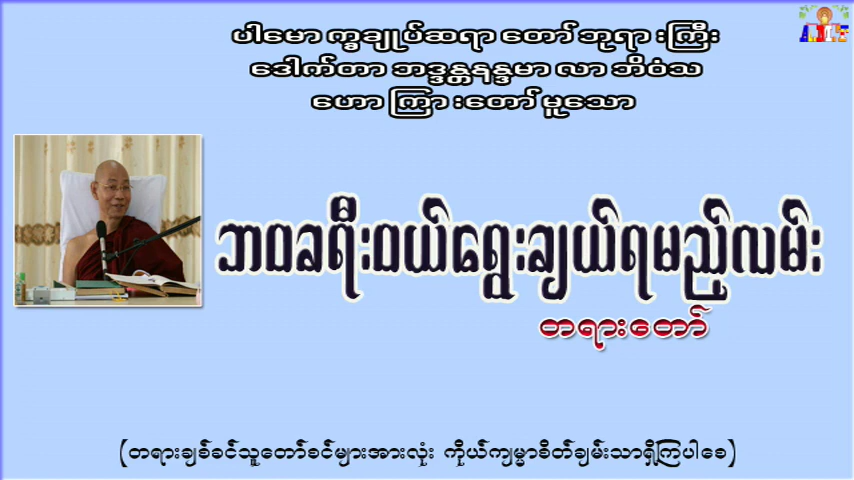 ပါမောက္ခချုပ်ဆရာတော်ဘုရားကြီး
ဒေါက်တာ ဘဒ္ဒန္တနန္ဒမာလာဘိဝံသ
ဟောကြားတော်မူသော
ဘဝခရီးဝယ်ရွေးချယ်ရမည့်လမ်း
တရားတော်
(တရားချစ်ခင်သူတော်စင်များအားလုံး ကိုယ်ကျမ္မာစိတ်ချမ်းသာရှိကြပါစေ)